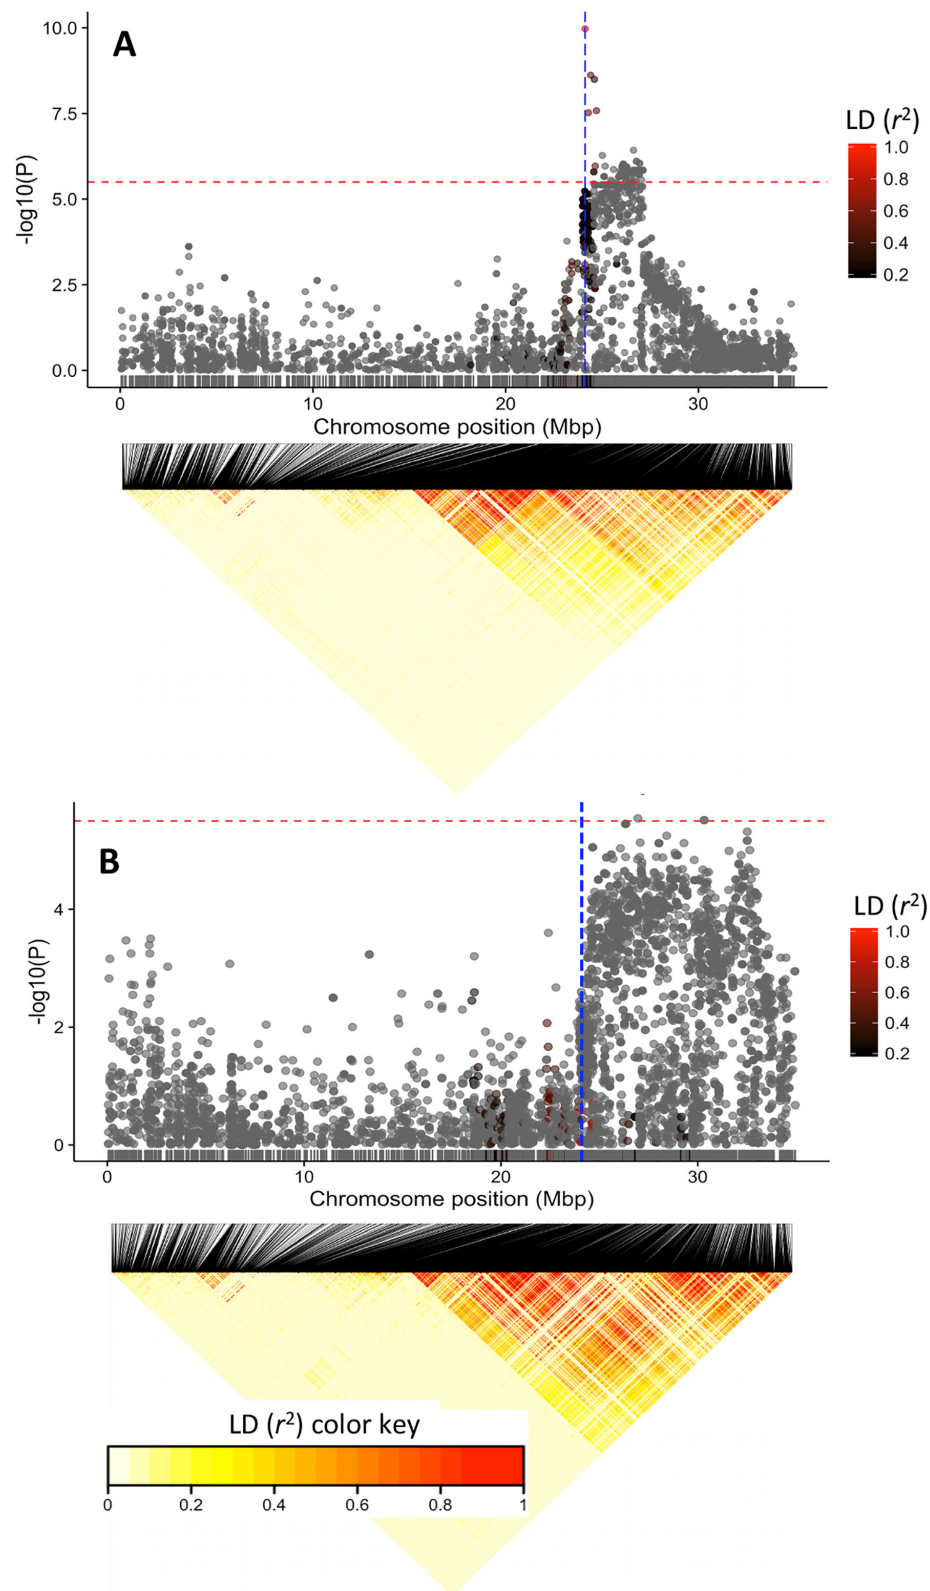 A
10.0
7.5
5.0
2.5
0.0
-log10(P)
0 10 20 30
Chromosome position (Mbp)
LD (r²)
1.0
0.8
0.6
0.4
0.2
B
4
2
0
-log10(P)
0 10 20 30
Chromosome position (Mbp)
LD (r²)
1.0
0.8
0.6
0.4
0.2
LD (r²) color key
0 0.2 0.4 0.6 0.8 1